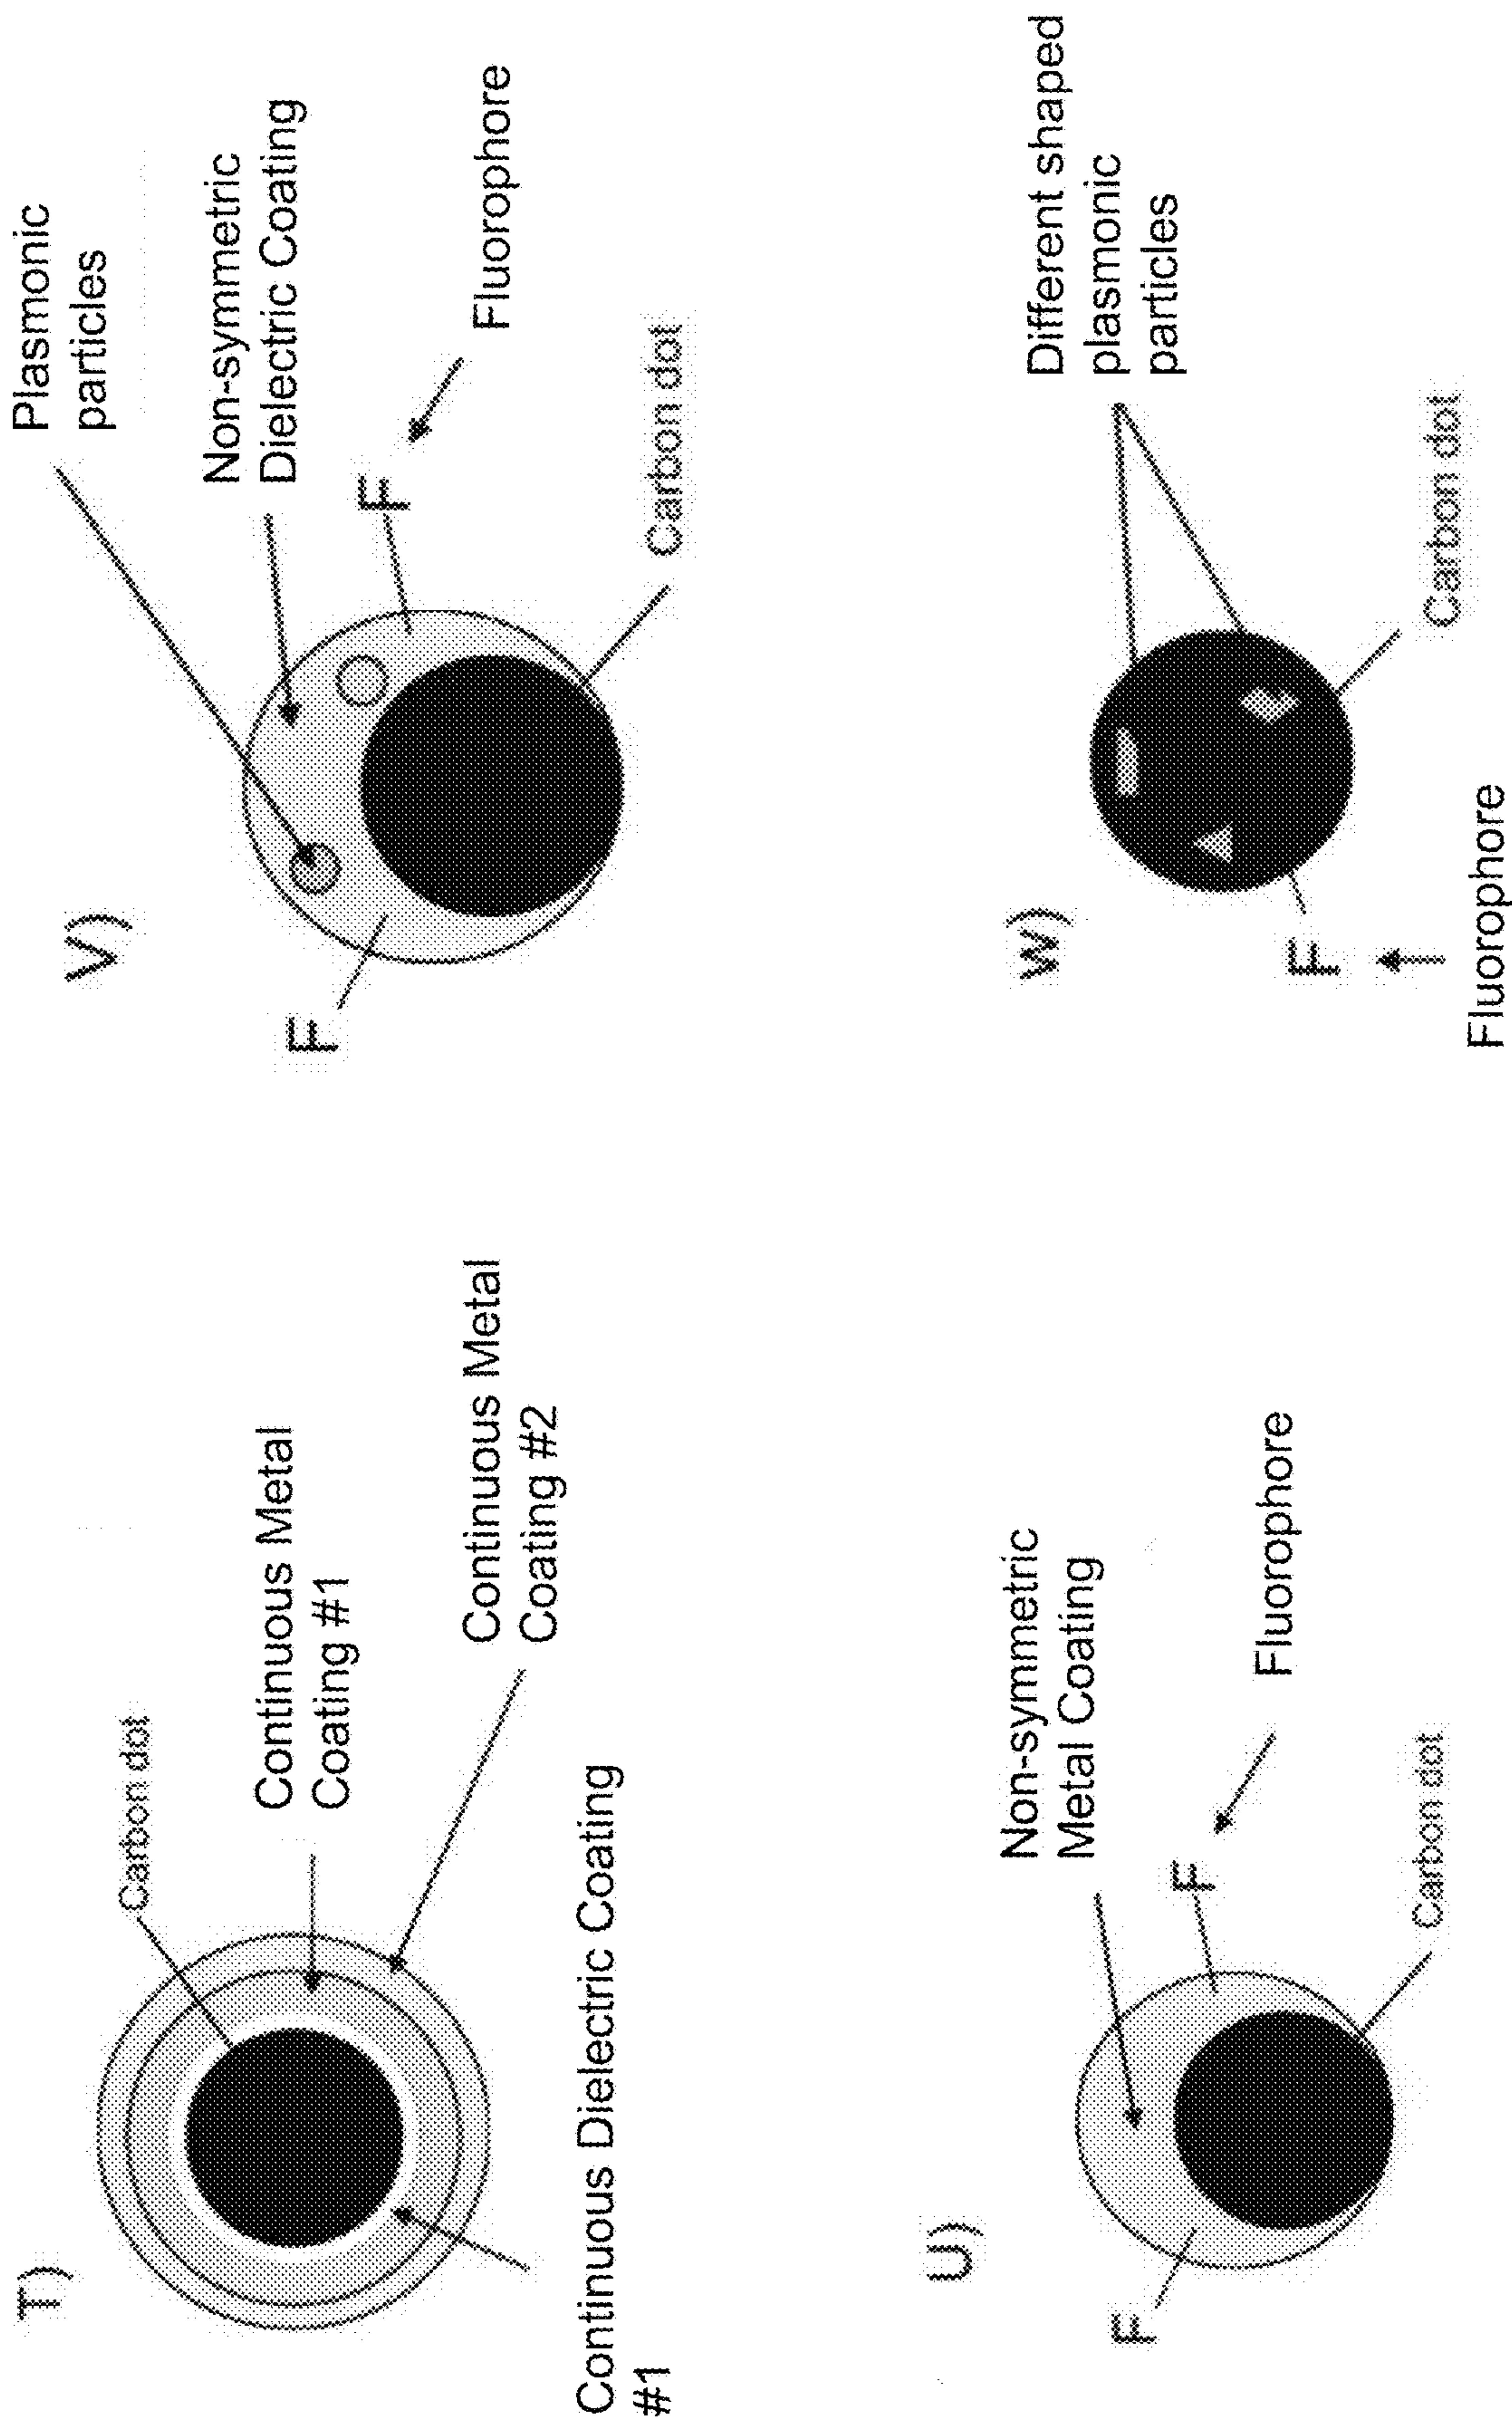 T)
Carbon dot
Continuous Metal
Coating #1
Continuous Metal
Coating #2
Continuous Dielectric Coating
#1
V)
Plasmonic
particles
Non-symmetric
Dielectric Coating
F
F
Fluorophore
Carbon dot
U)
Non-symmetric
Metal Coating
F
F
Fluorophore
Carbon dot
W)
Different shaped
plasmonic
particles
F
Carbon dot
Fluorophore